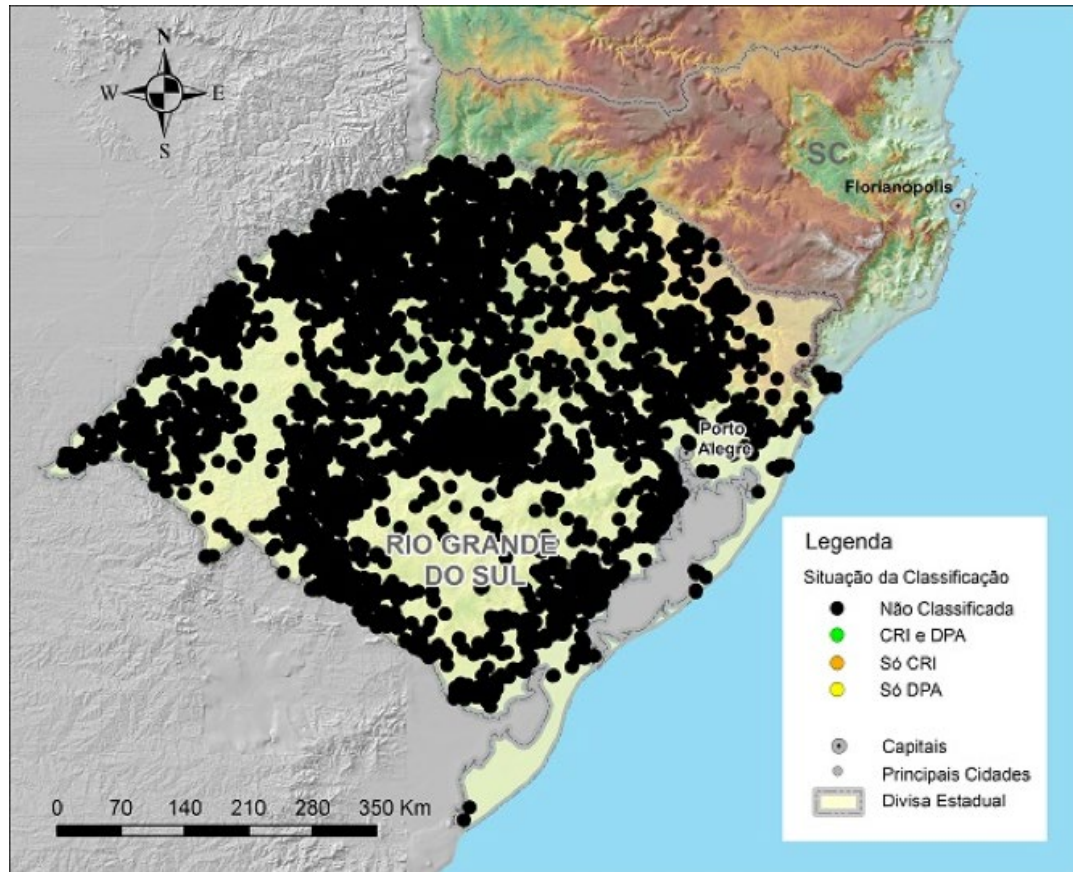 N
W E
S
SC
Florianopolis
Porto
Alegre
RIO GRANDE
DO SUL
Legenda
Situação da Classificação
Não Classificada
CRI e DPA
Só CRI
Só DPA
Capitais
Principais Cidades
Divisa Estadual
0 70 140 210 280 350 Km